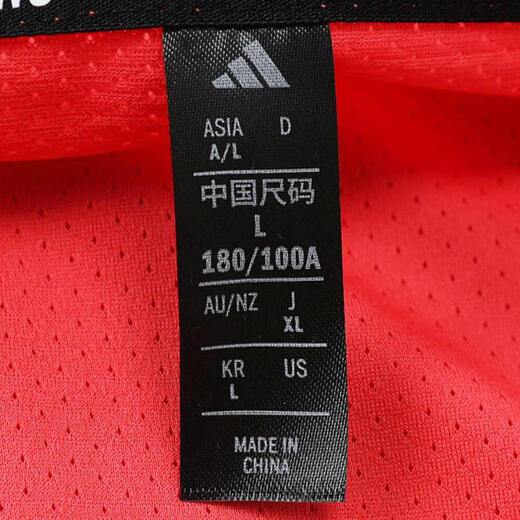 ASIA D
A/L
中国尺码
L
180/100A
AU/NZ J
XL
KR US
L
MADE IN
CHINA